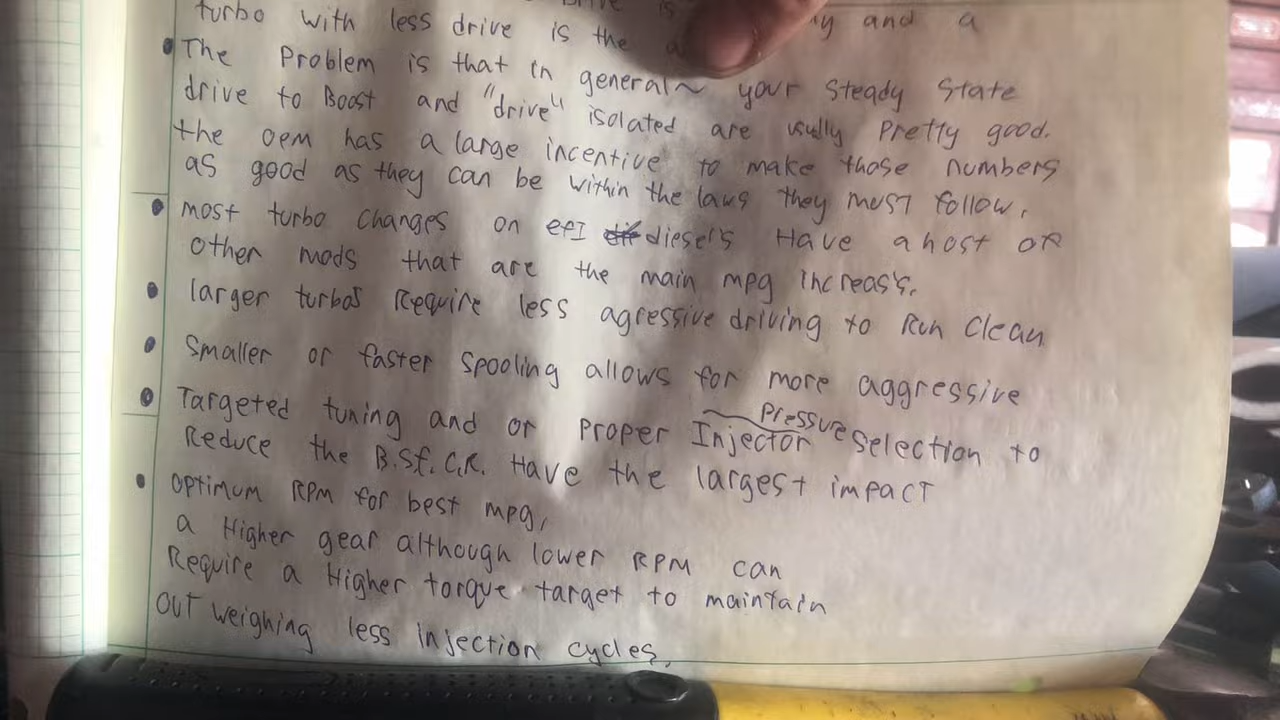 turbo with less drive is the and a
• The Problem is that in general~ your Steady State
drive to Boost and "drive" isolated are usully Pretty good.
the oem has a large incentive to make those numbers
as good as they can be within the laws they must follow.
• most turbo changes on efI diesel's Have a host of
other mods that are the main mpg increas's.
• larger turbos Require less agressive driving to Run Clean
• Smaller or faster Spooling allows for more aggressive
• Targeted tuning and or Proper Injector Pressure Selection to
Reduce the B.S.F.C.R. Have the largest impact
• optimum RPM for best mpg,
a Higher gear although lower RPM can
Require a Higher torque target to maintain
out weighing less injection cycles.